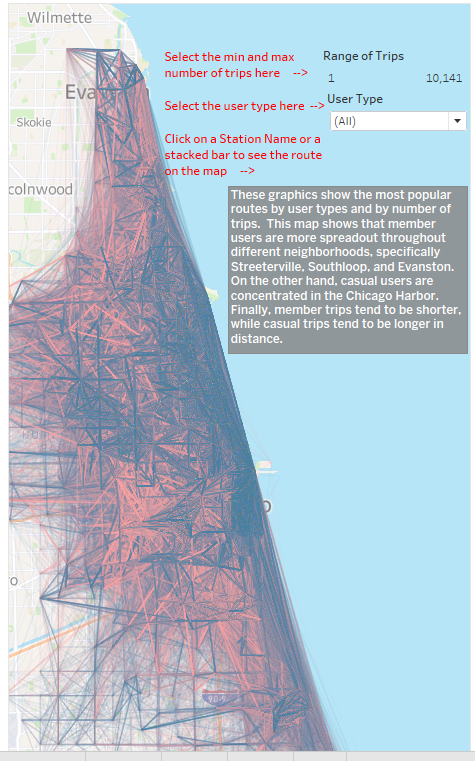 Wilmette
Select the min and max
number of trips here -->
Range of Trips
1 10,141
Select the user type here -->
User Type
(All)
Skokie
Click on a Station Name or a
stacked bar to see the route
on the map -->
colnwood
These graphics show the most popular
routes by user types and by number of
trips. This map shows that member
users are more spreadout throughout
different neighborhoods, specifically
Streeterville, Southloop, and Evanston.
On the other hand, casual users are
concentrated in the Chicago Harbor.
Finally, member trips tend to be shorter,
while casual trips tend to be longer in
distance.
o
o